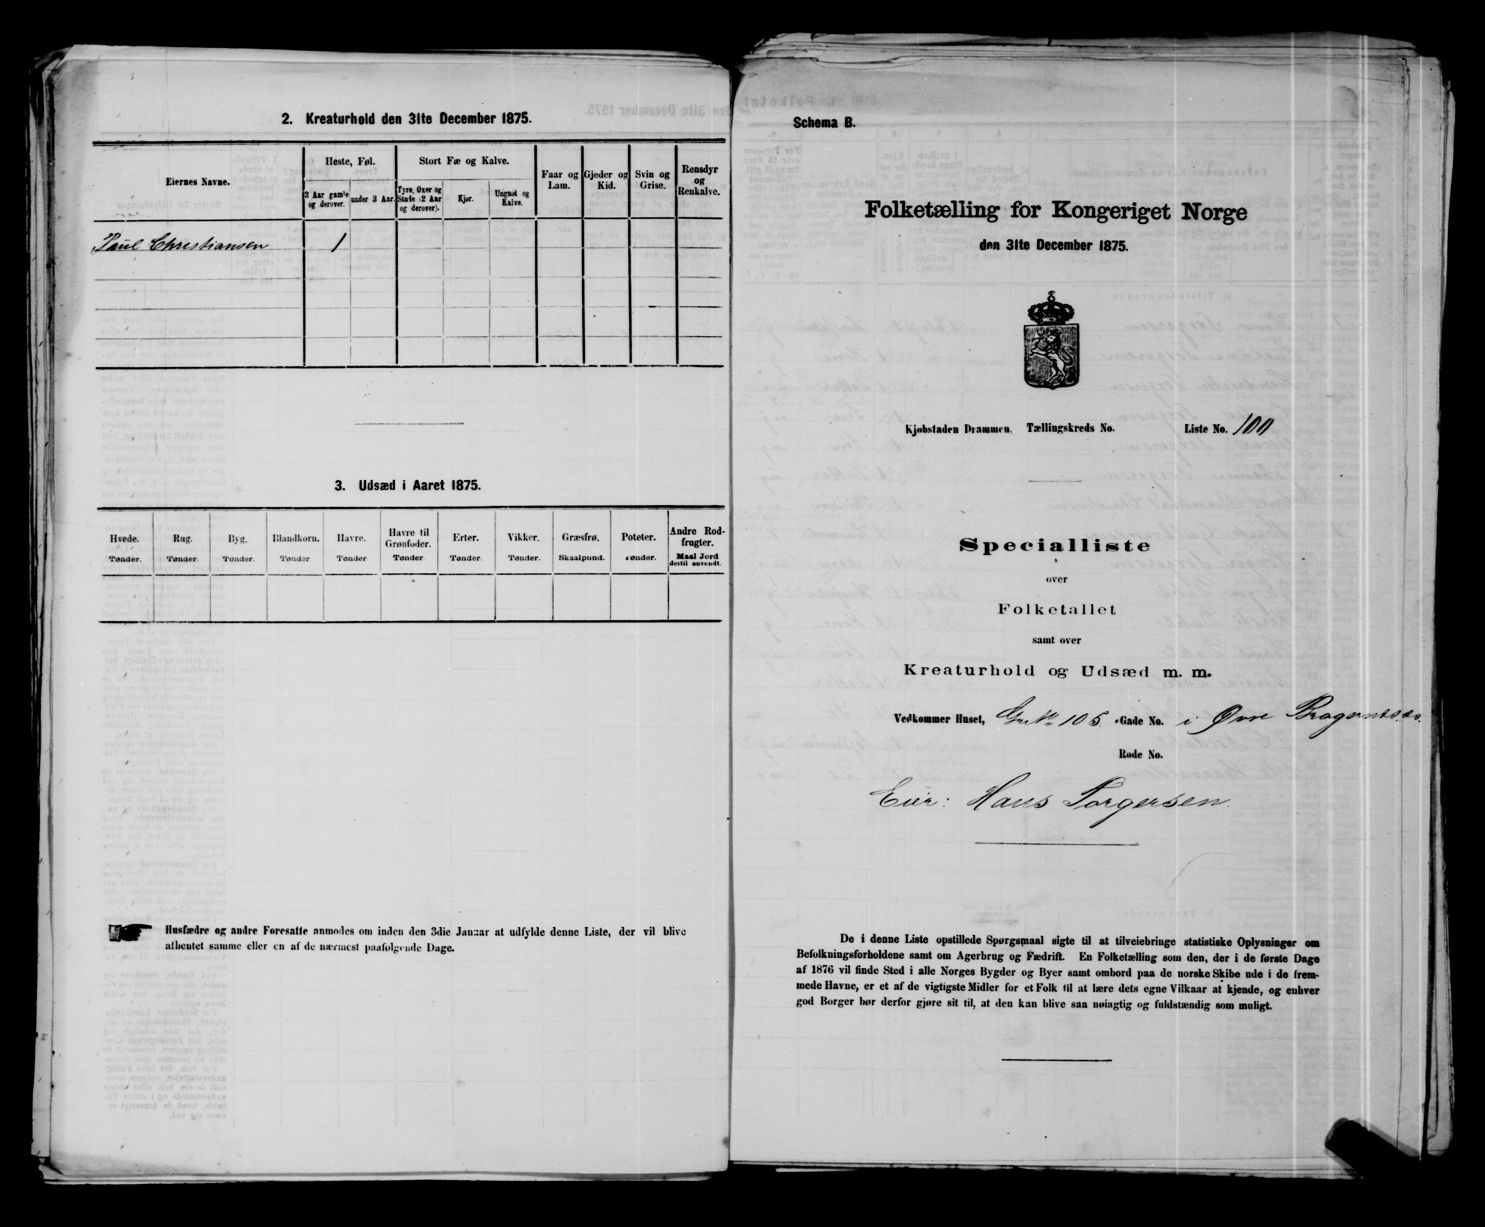 2. Kreaturhold den 31te December 1875.
Eiernes Navne.
Heste, Føl.
Stort Fæ og Kalve.
Faar og Lam.
Gjeder og Kid.
Svin og Grise.
Rensdyr og Renkalve.
3 Aar gamle og derover.
under 3 Aar.
Tyre, Oxer og Stude (2 Aar og derover).
Kjør.
Ungnøt og Kalve.
Paul Christiansen 1
3. Udsæd i Aaret 1875.
Hvede. Rug. Byg. Blandkorn. Havre. Havre til Grønfoder. Erter. Vikker. Græsfrø. Poteter. Andre Rodfrugter.
Tønder. Tønder. Tønder. Tønder Tønder Tønder. Tønder. Tønder. Skaalpund. Tønder. Maal Jord dertil anvendt.
Husfædre og andre Foresatte anmodes om inden den 3die Januar at udfylde denne Liste, der vil blive
afhentet samme eller en af de nærmest paafølgende Dage.
Schema B.
Folketælling for Kongeriget Norge
den 31te December 1875.
Kjøbstaden Drammen. Tællingskreds No. Liste No. 100
Specialliste
over
Folketallet
samt over
Kreaturhold og Udsæd m. m.
Vedkommer Huset, Gr. No 105 Gade No. i Øvre Bragernæs
Rode No.
Eier: Hans Torgersen
De i denne Liste opstillede Spørgsmaal sigte til at tilveiebringe statistiske Oplysninger om
Befolkningsforholdene samt om Agerbrug og Fædrift. En Folketælling som den, der i de første Dage
af 1876 vil finde Sted i alle Norges Bygder og Byer samt ombord paa de norske Skibe ude i de frem-
mede Havne, er et af de vigtigste Midler for et Folk til at lære dets egne Vilkaar at kjende, og enhver
god Borger bør derfor gjøre sit til, at den kan blive saa nøiagtig og fuldstændig som muligt.